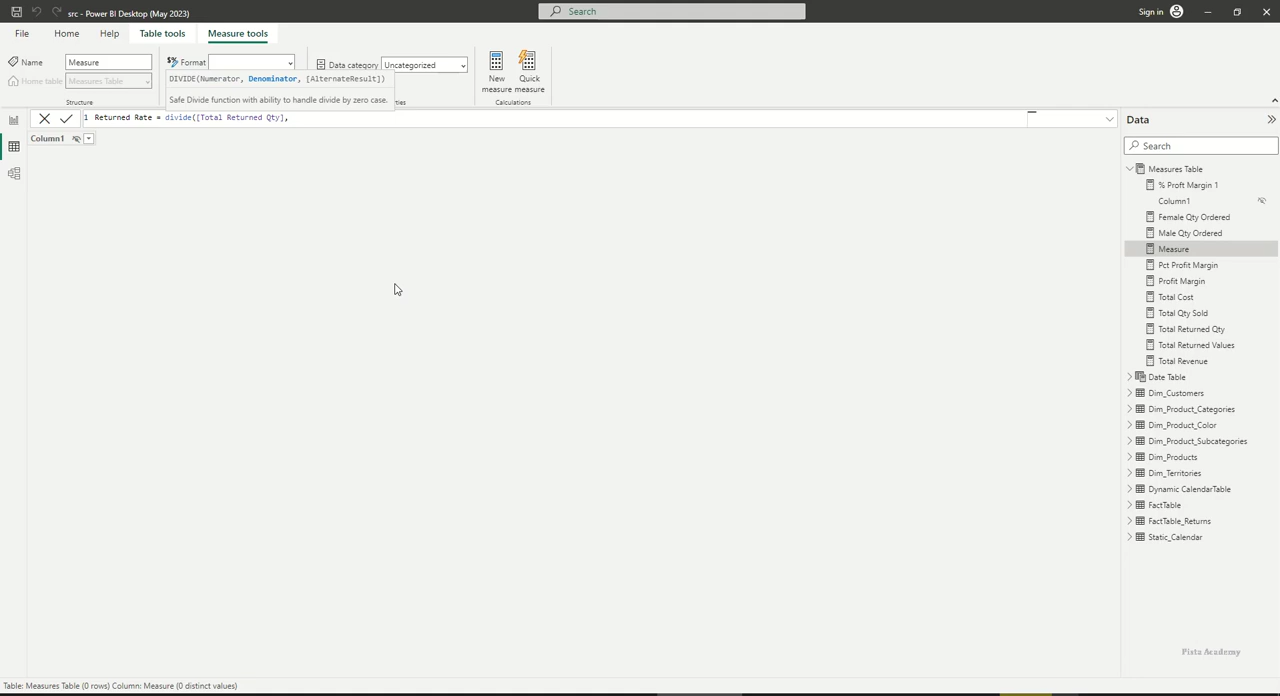 src - Power BI Desktop (May 2023)
Search
Sign in
File
Home
Help
Table tools
Measure tools
Name
Measure
Home table
Measures Table
Structure
Format
DIVIDE(Numerator, Denominator, [AlternateResult])
Safe Divide function with ability to handle divide by zero case.
Data category
Uncategorized
ties
New
measure
Quick
measure
Calculations
1 Returned Rate = divide([Total Returned Qty],
Column1
Data
Search
Measures Table
% Proft Margin 1
Column1
Female Qty Ordered
Male Qty Ordered
Measure
Pct Profit Margin
Profit Margin
Total Cost
Total Qty Sold
Total Returned Qty
Total Returned Values
Total Revenue
Date Table
Dim_Customers
Dim_Product_Categories
Dim_Product_Color
Dim_Product_Subcategories
Dim_Products
Dim_Territories
Dynamic CalendarTable
FactTable
FactTable_Returns
Static_Calendar
Pista Academy
Table: Measures Table (0 rows) Column: Measure (0 distinct values)